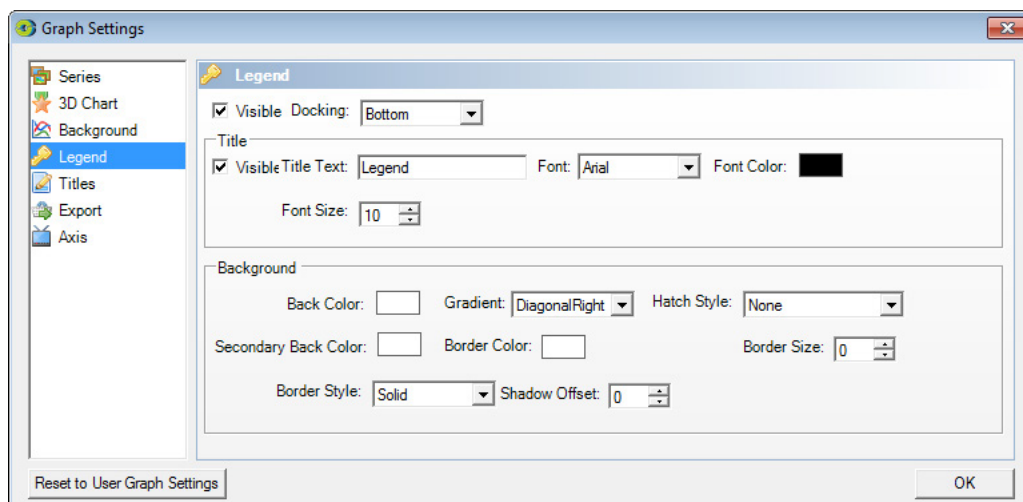 Graph Settings
Series
3D Chart
Background
Legend
Titles
Export
Axis
Legend
Visible Docking: Bottom
Title
Visible Title Text: Legend Font: Arial Font Color:
Font Size: 10
Background
Back Color: Gradient: DiagonalRight Hatch Style: None
Secondary Back Color: Border Color: Border Size: 0
Border Style: Solid Shadow Offset: 0
Reset to User Graph Settings OK